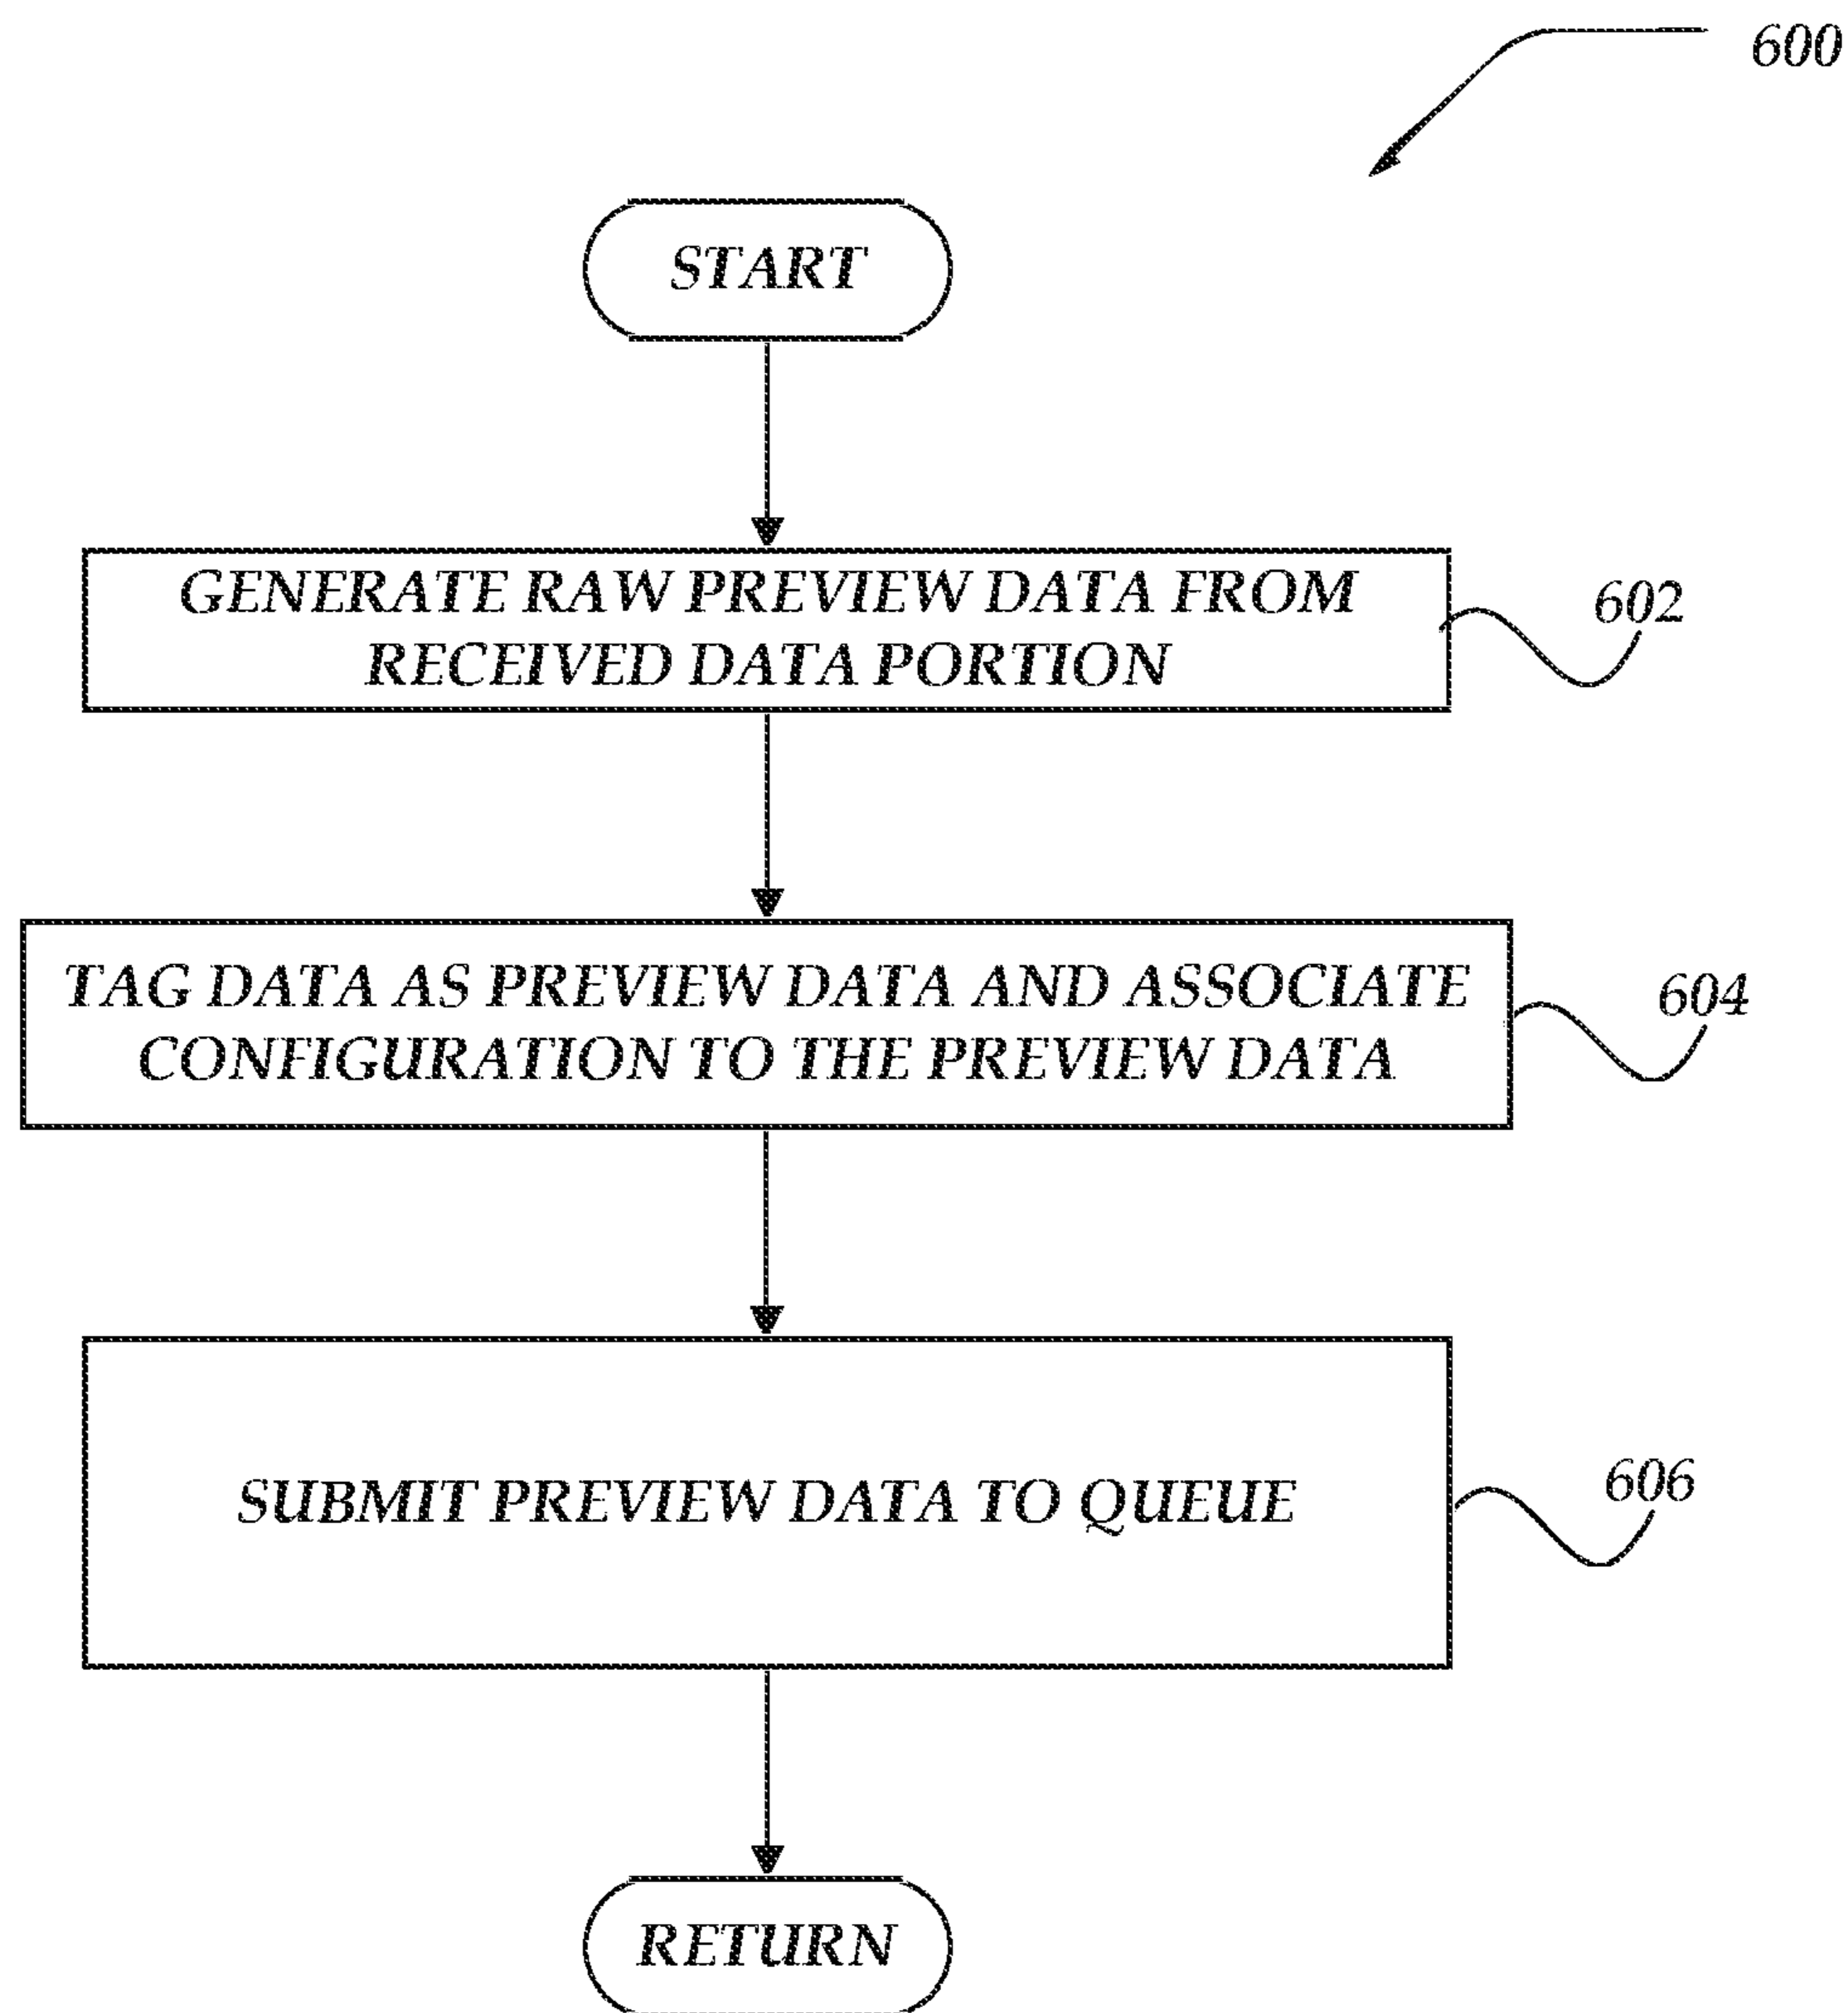 600
START
GENERATE RAW PREVIEW DATA FROM
RECEIVED DATA PORTION
602
TAG DATA AS PREVIEW DATA AND ASSOCIATE
CONFIGURATION TO THE PREVIEW DATA
604
SUBMIT PREVIEW DATA TO QUEUE
606
RETURN